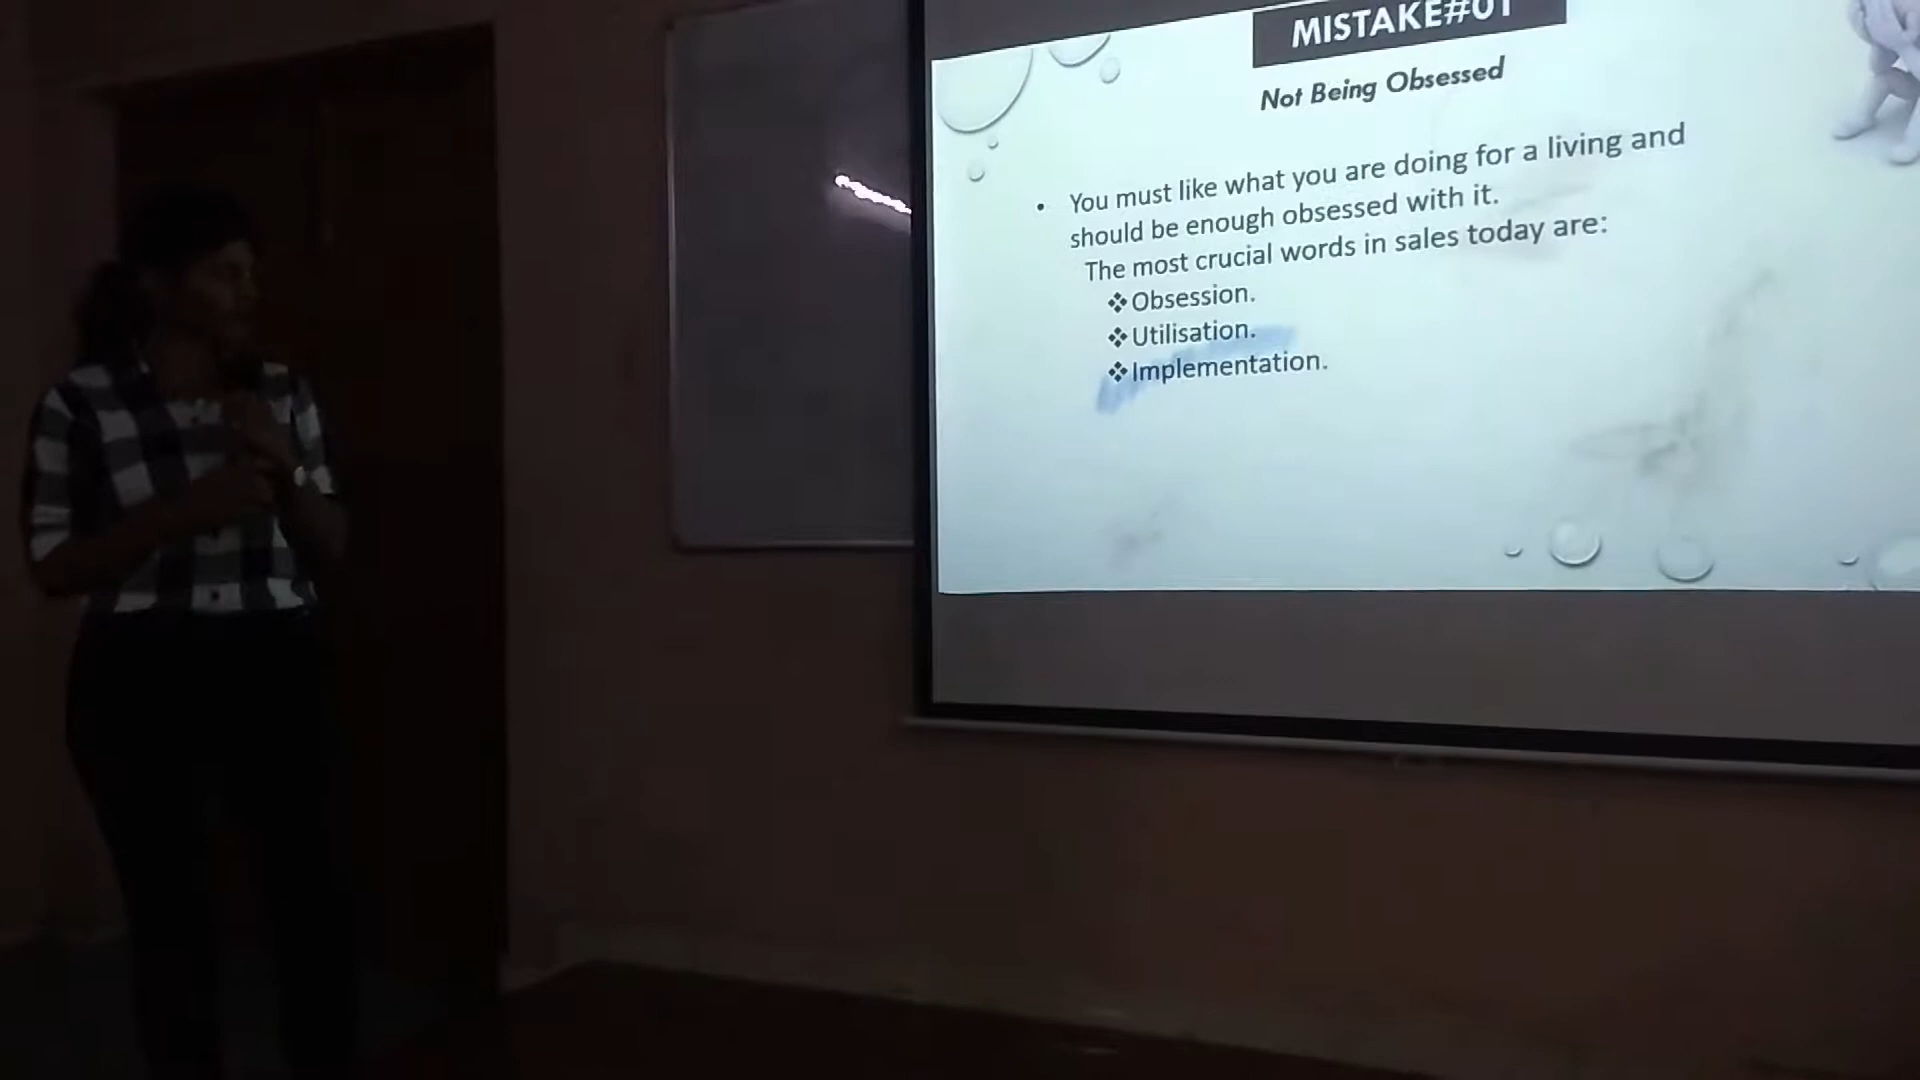 MISTAKE#01
Not Being Obsessed
• You must like what you are doing for a living and
should be enough obsessed with it.
The most crucial words in sales today are:
❖Obsession.
❖Utilisation.
❖Implementation.